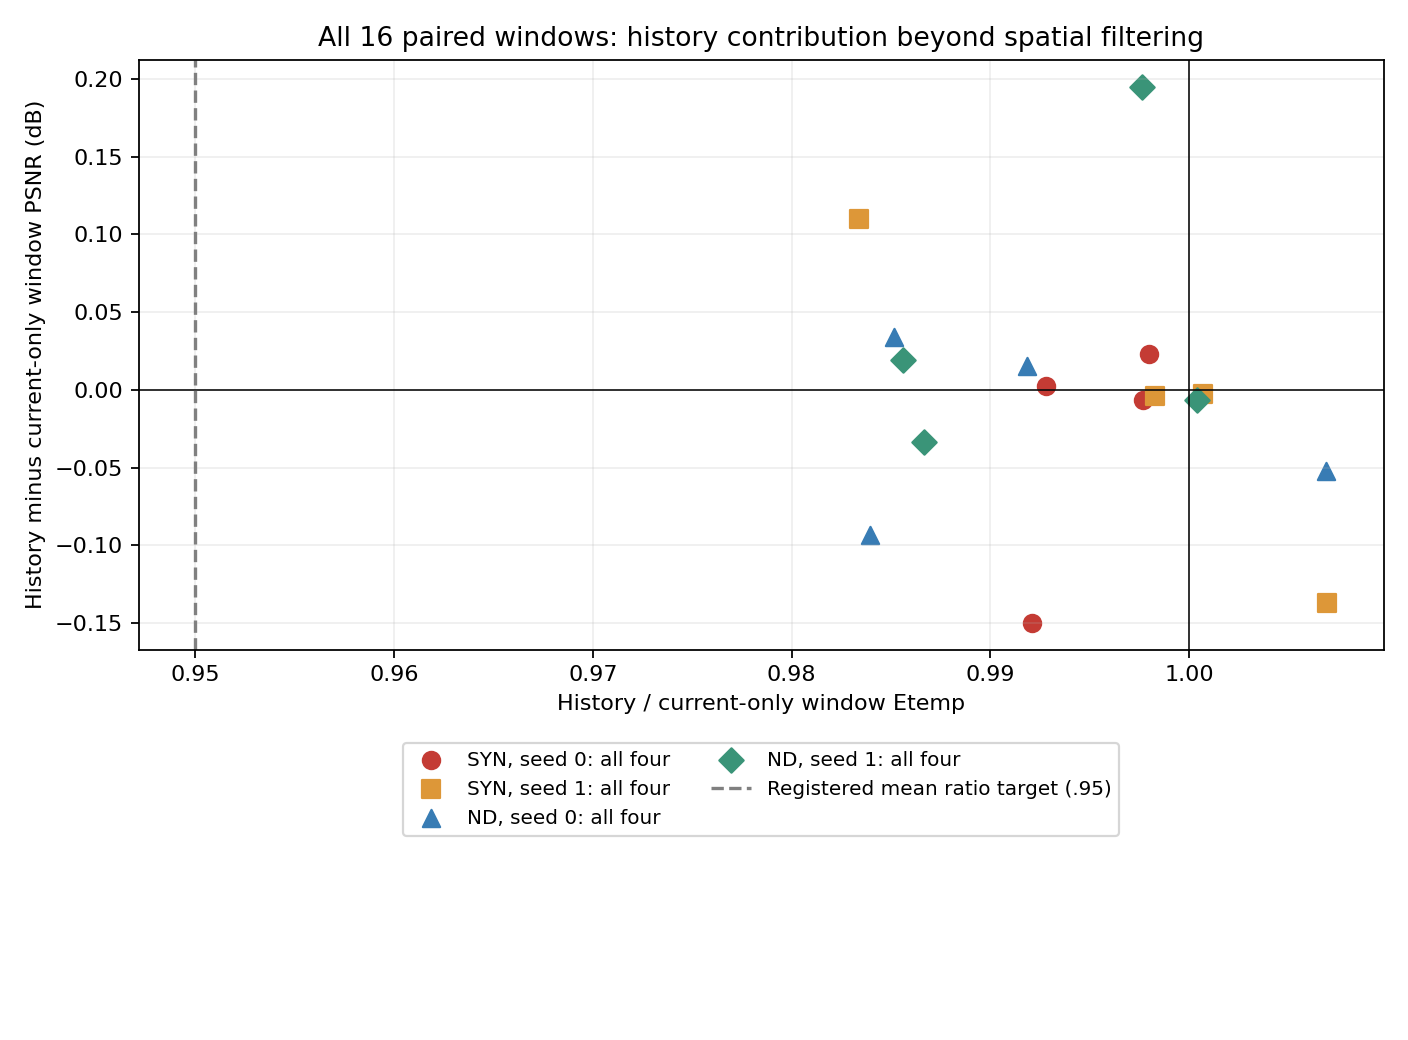 All 16 paired windows: history contribution beyond spatial filtering
History minus current-only window PSNR (dB)
0.20
0.15
0.10
0.05
0.00
−0.05
−0.10
−0.15
0.95 0.96 0.97 0.98 0.99 1.00
History / current-only window Etemp
SYN, seed 0: all four
SYN, seed 1: all four
ND, seed 0: all four
ND, seed 1: all four
Registered mean ratio target (.95)